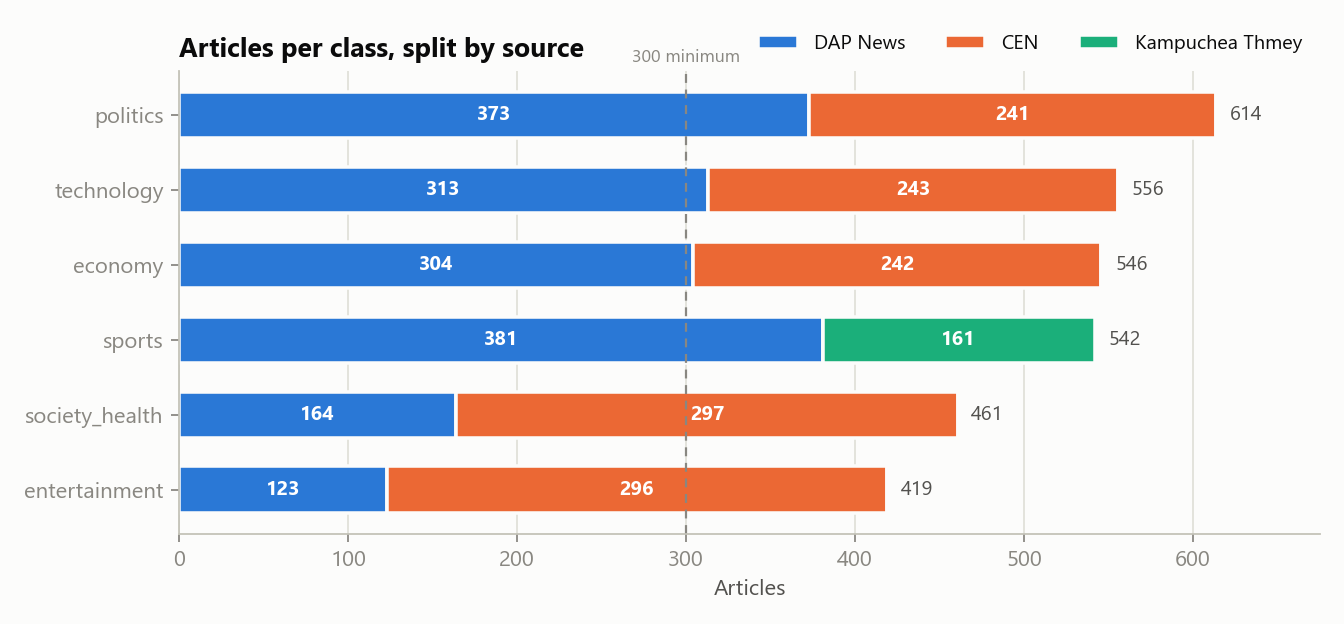 Articles per class, split by source
300 minimum
DAP News
CEN
Kampuchea Thmey
politics 373 241 614
technology 313 243 556
economy 304 242 546
sports 381 161 542
society_health 164 297 461
entertainment 123 296 419
0 100 200 300 400 500 600
Articles